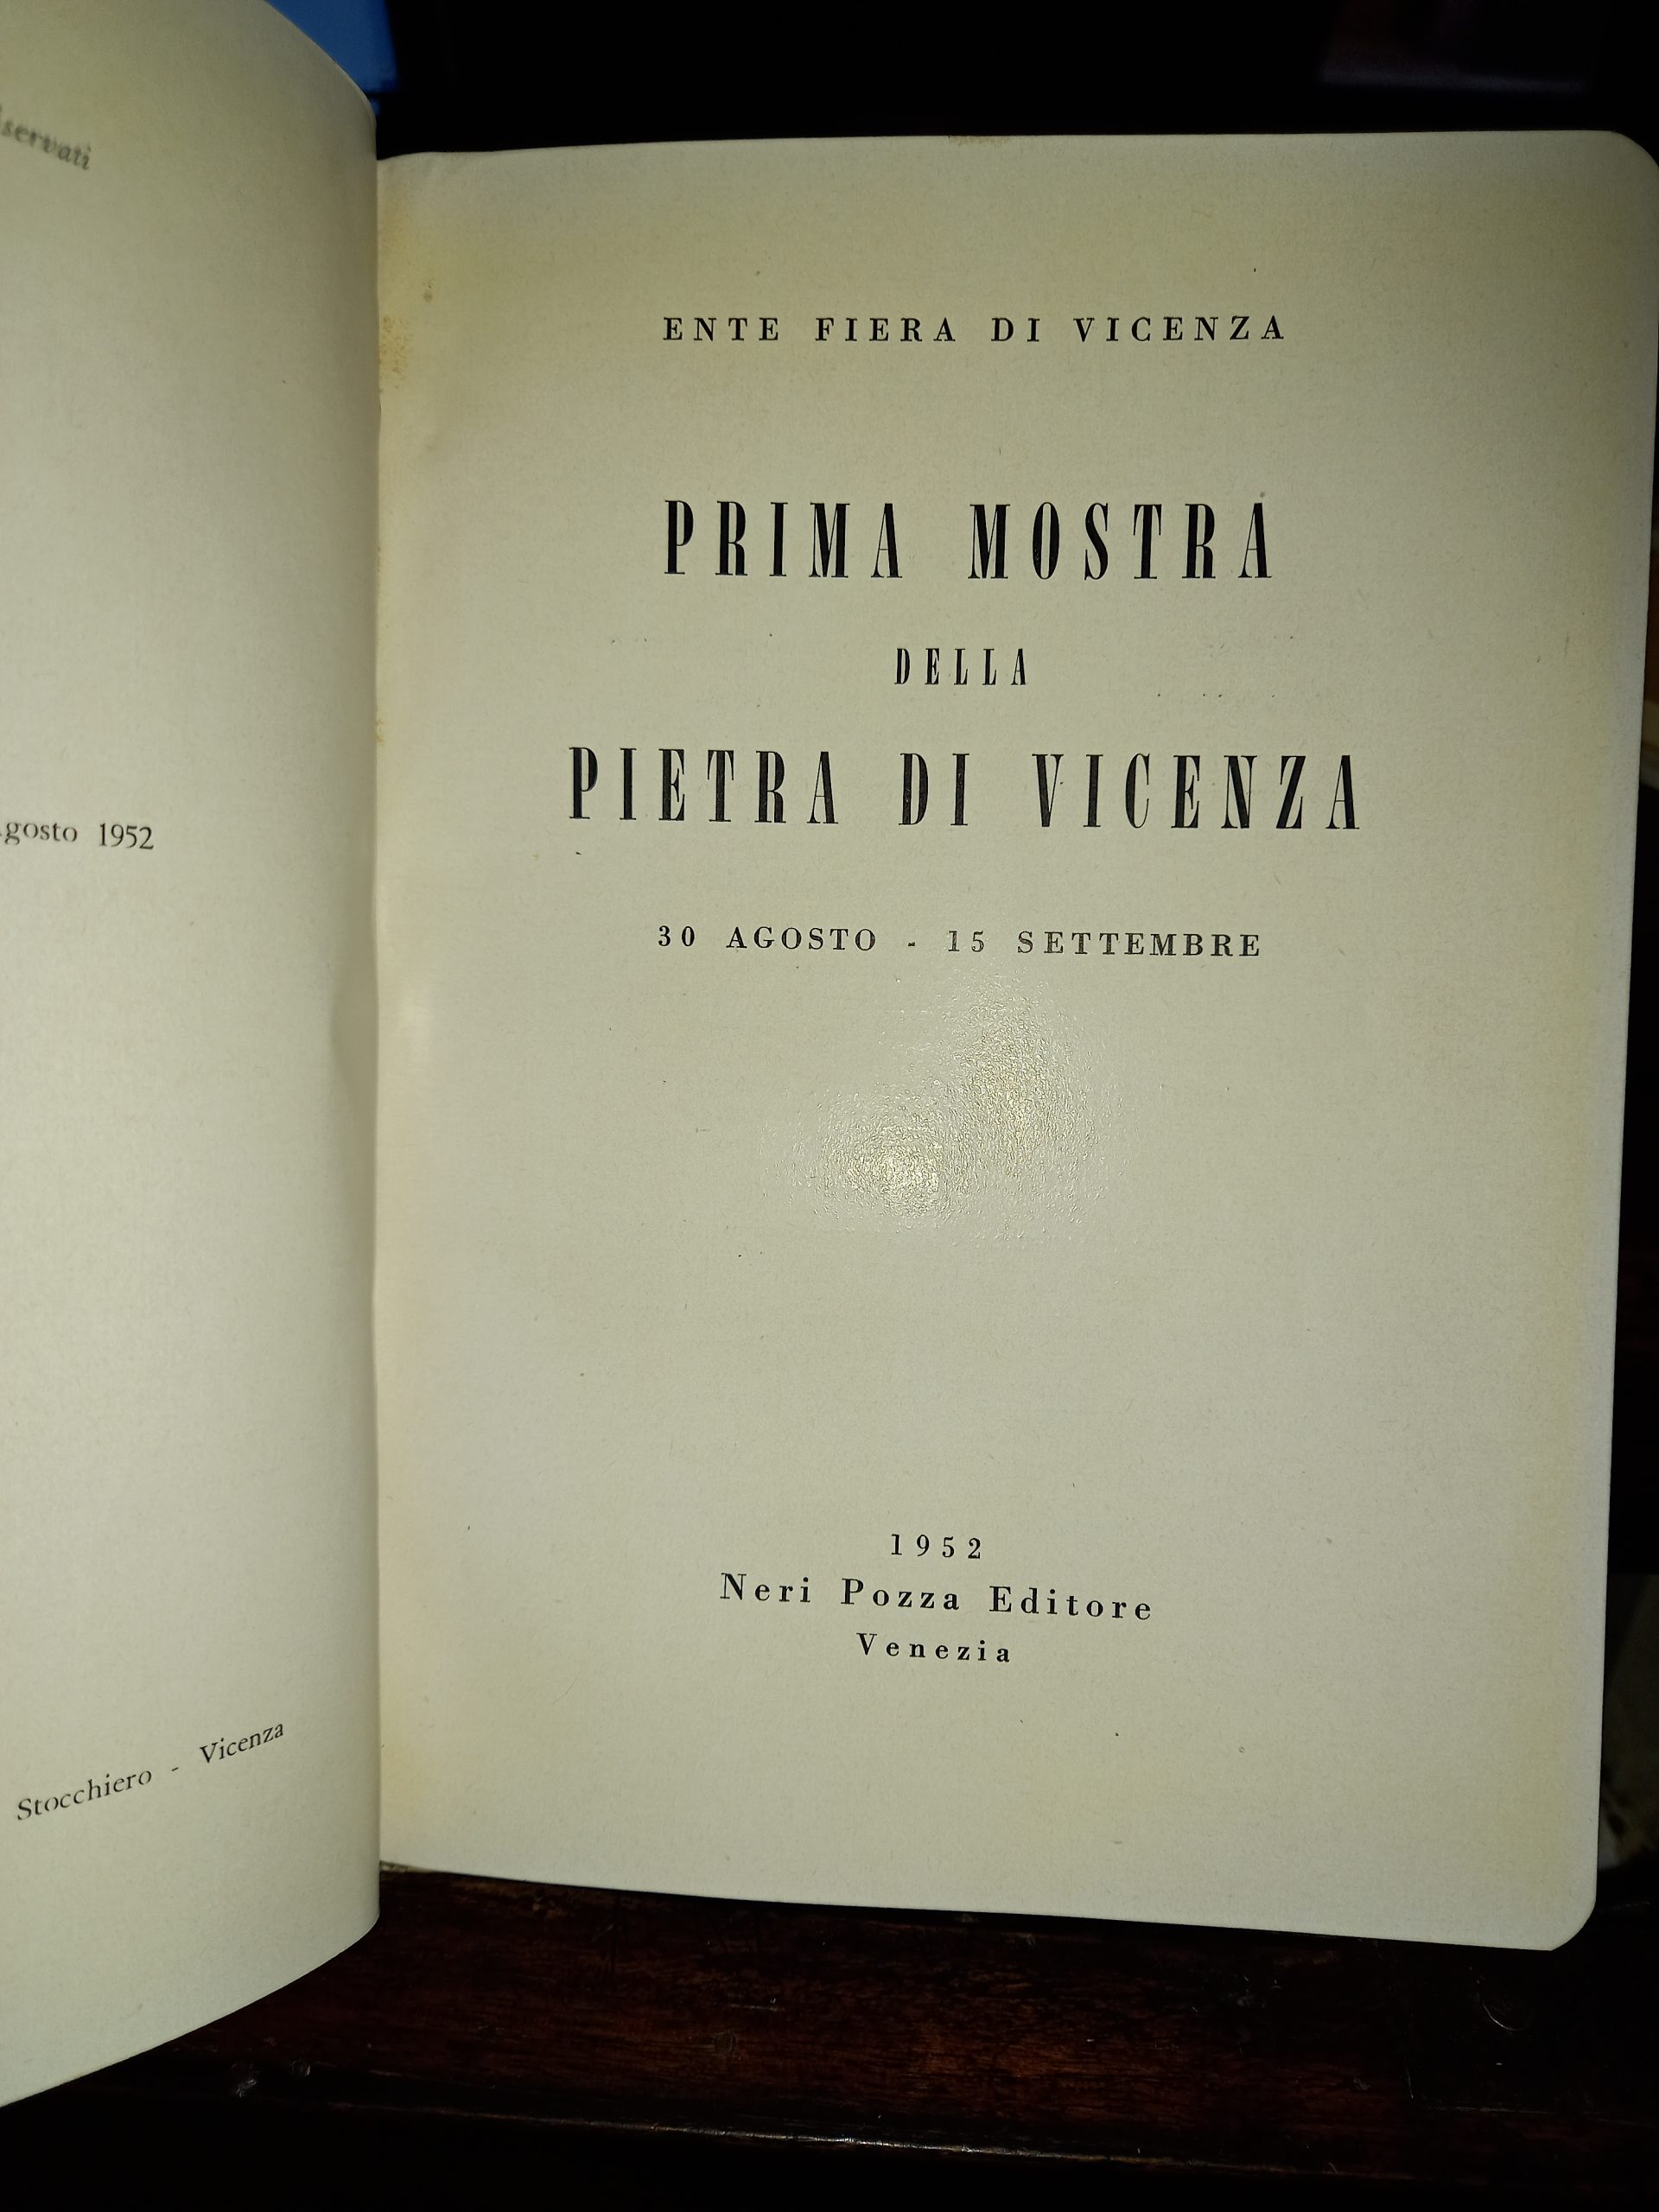 servati
gosto 1952
Stocchiero - Vicenza
ENTE FIERA DI VICENZA
PRIMA MOSTRA
DELLA
PIETRA DI VICENZA
30 AGOSTO - 15 SETTEMBRE
1952
Neri Pozza Editore
Venezia